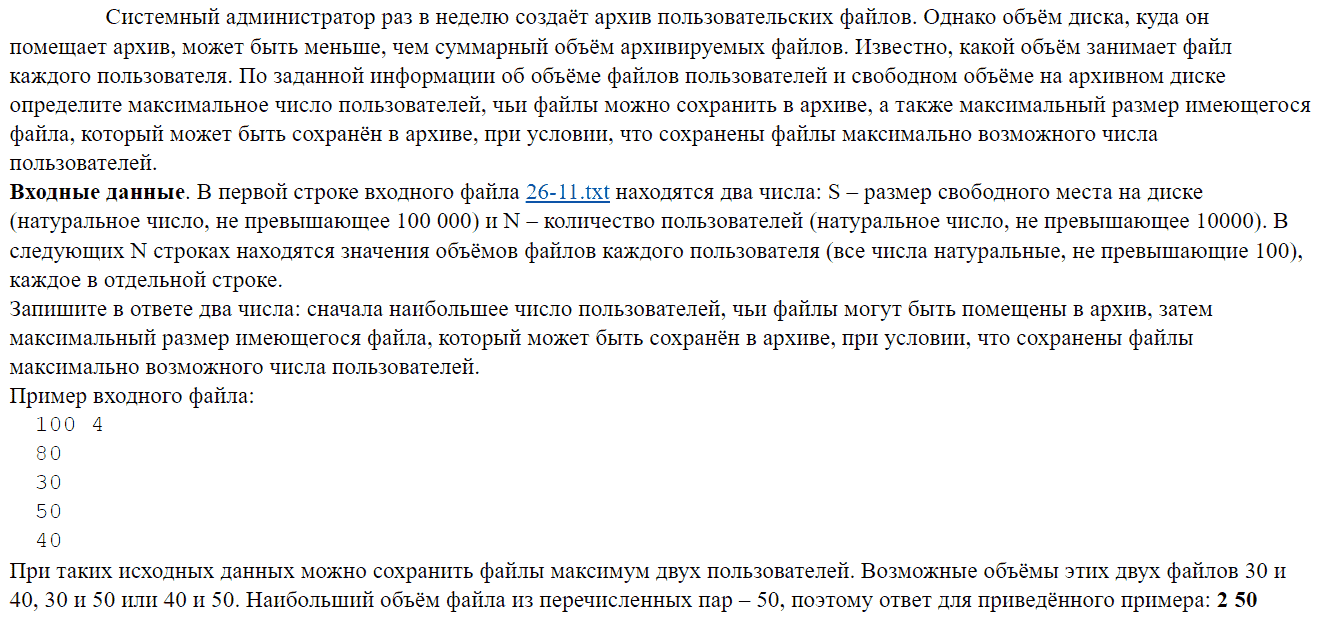 Системный администратор раз в неделю создаёт архив пользовательских файлов. Однако объём диска, куда он
помещает архив, может быть меньше, чем суммарный объём архивируемых файлов. Известно, какой объём занимает файл
каждого пользователя. По заданной информации об объёме файлов пользователей и свободном объёме на архивном диске
определите максимальное число пользователей, чьи файлы можно сохранить в архиве, а также максимальный размер имеющегося
файла, который может быть сохранён в архиве, при условии, что сохранены файлы максимально возможного числа
пользователей.
Входные данные. В первой строке входного файла 26-11.txt находятся два числа: S – размер свободного места на диске
(натуральное число, не превышающее 100 000) и N – количество пользователей (натуральное число, не превышающее 10000). В
следующих N строках находятся значения объёмов файлов каждого пользователя (все числа натуральные, не превышающие 100),
каждое в отдельной строке.
Запишите в ответе два числа: сначала наибольшее число пользователей, чьи файлы могут быть помещены в архив, затем
максимальный размер имеющегося файла, который может быть сохранён в архиве, при условии, что сохранены файлы
максимально возможного числа пользователей.
Пример входного файла:
100 4
80
30
50
40
При таких исходных данных можно сохранить файлы максимум двух пользователей. Возможные объёмы этих двух файлов 30 и
40, 30 и 50 или 40 и 50. Наибольший объём файла из перечисленных пар – 50, поэтому ответ для приведённого примера: 2 50